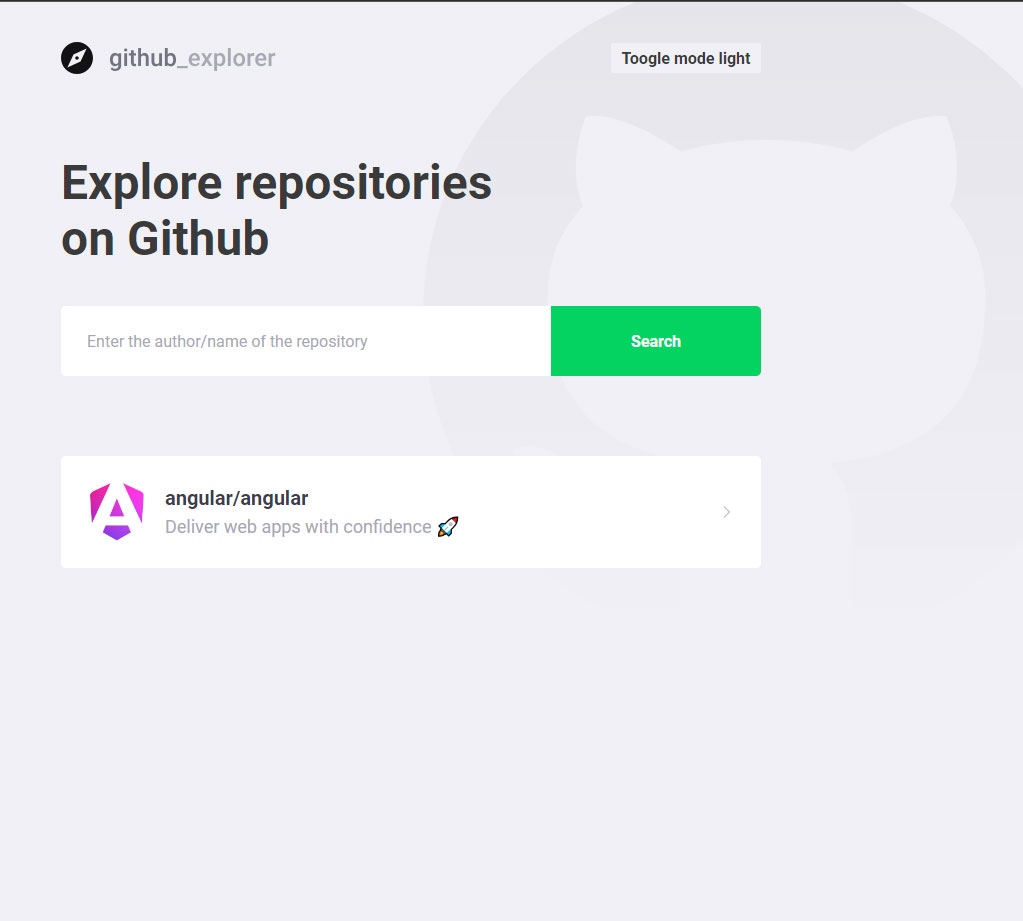 github_explorer
Toogle mode light
Explore repositories
on Github
Enter the author/name of the repository
Search
angular/angular
Deliver web apps with confidence 🚀